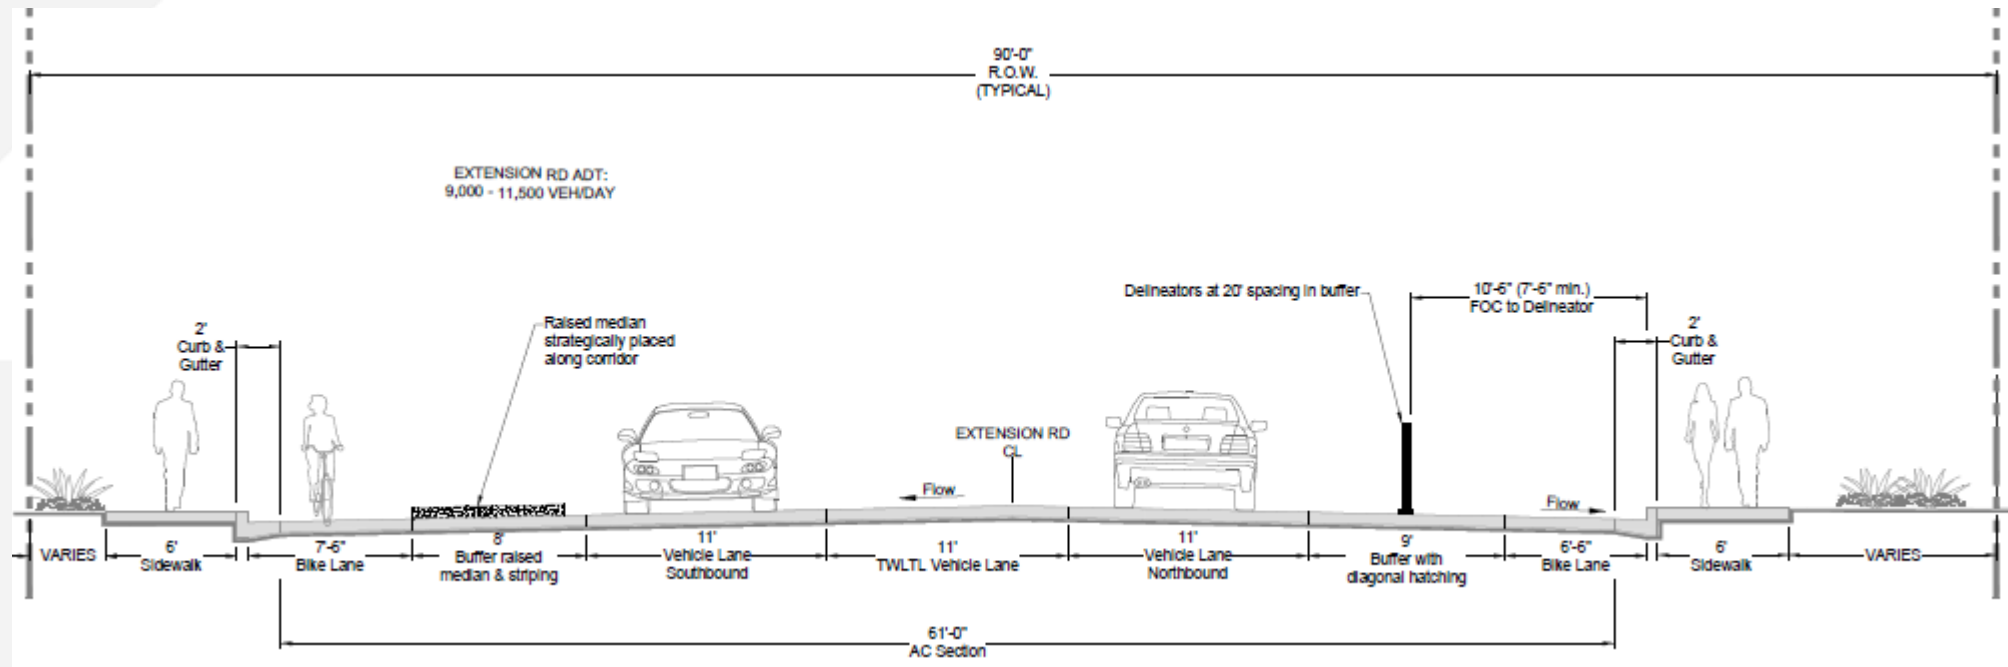 90'-0"
R.O.W.
(TYPICAL)
EXTENSION RD ADT:
9,000 - 11,500 VEH/DAY
Delineators at 20' spacing in buffer
10'-6" (7'-6" min.)
FOC to Delineator
2'
Curb &
Gutter
Raised median
strategically placed
along corridor
2'
Curb &
Gutter
EXTENSION RD
CL
Flow
Flow
VARIES
6'
Sidewalk
7'-6"
Bike Lane
8'
Buffer raised
median & striping
11'
Vehicle Lane
Southbound
11'
TWLTL Vehicle Lane
11'
Vehicle Lane
Northbound
9'
Buffer with
diagonal hatching
6'-6"
Bike Lane
6'
Sidewalk
VARIES
61'-0"
AC Section